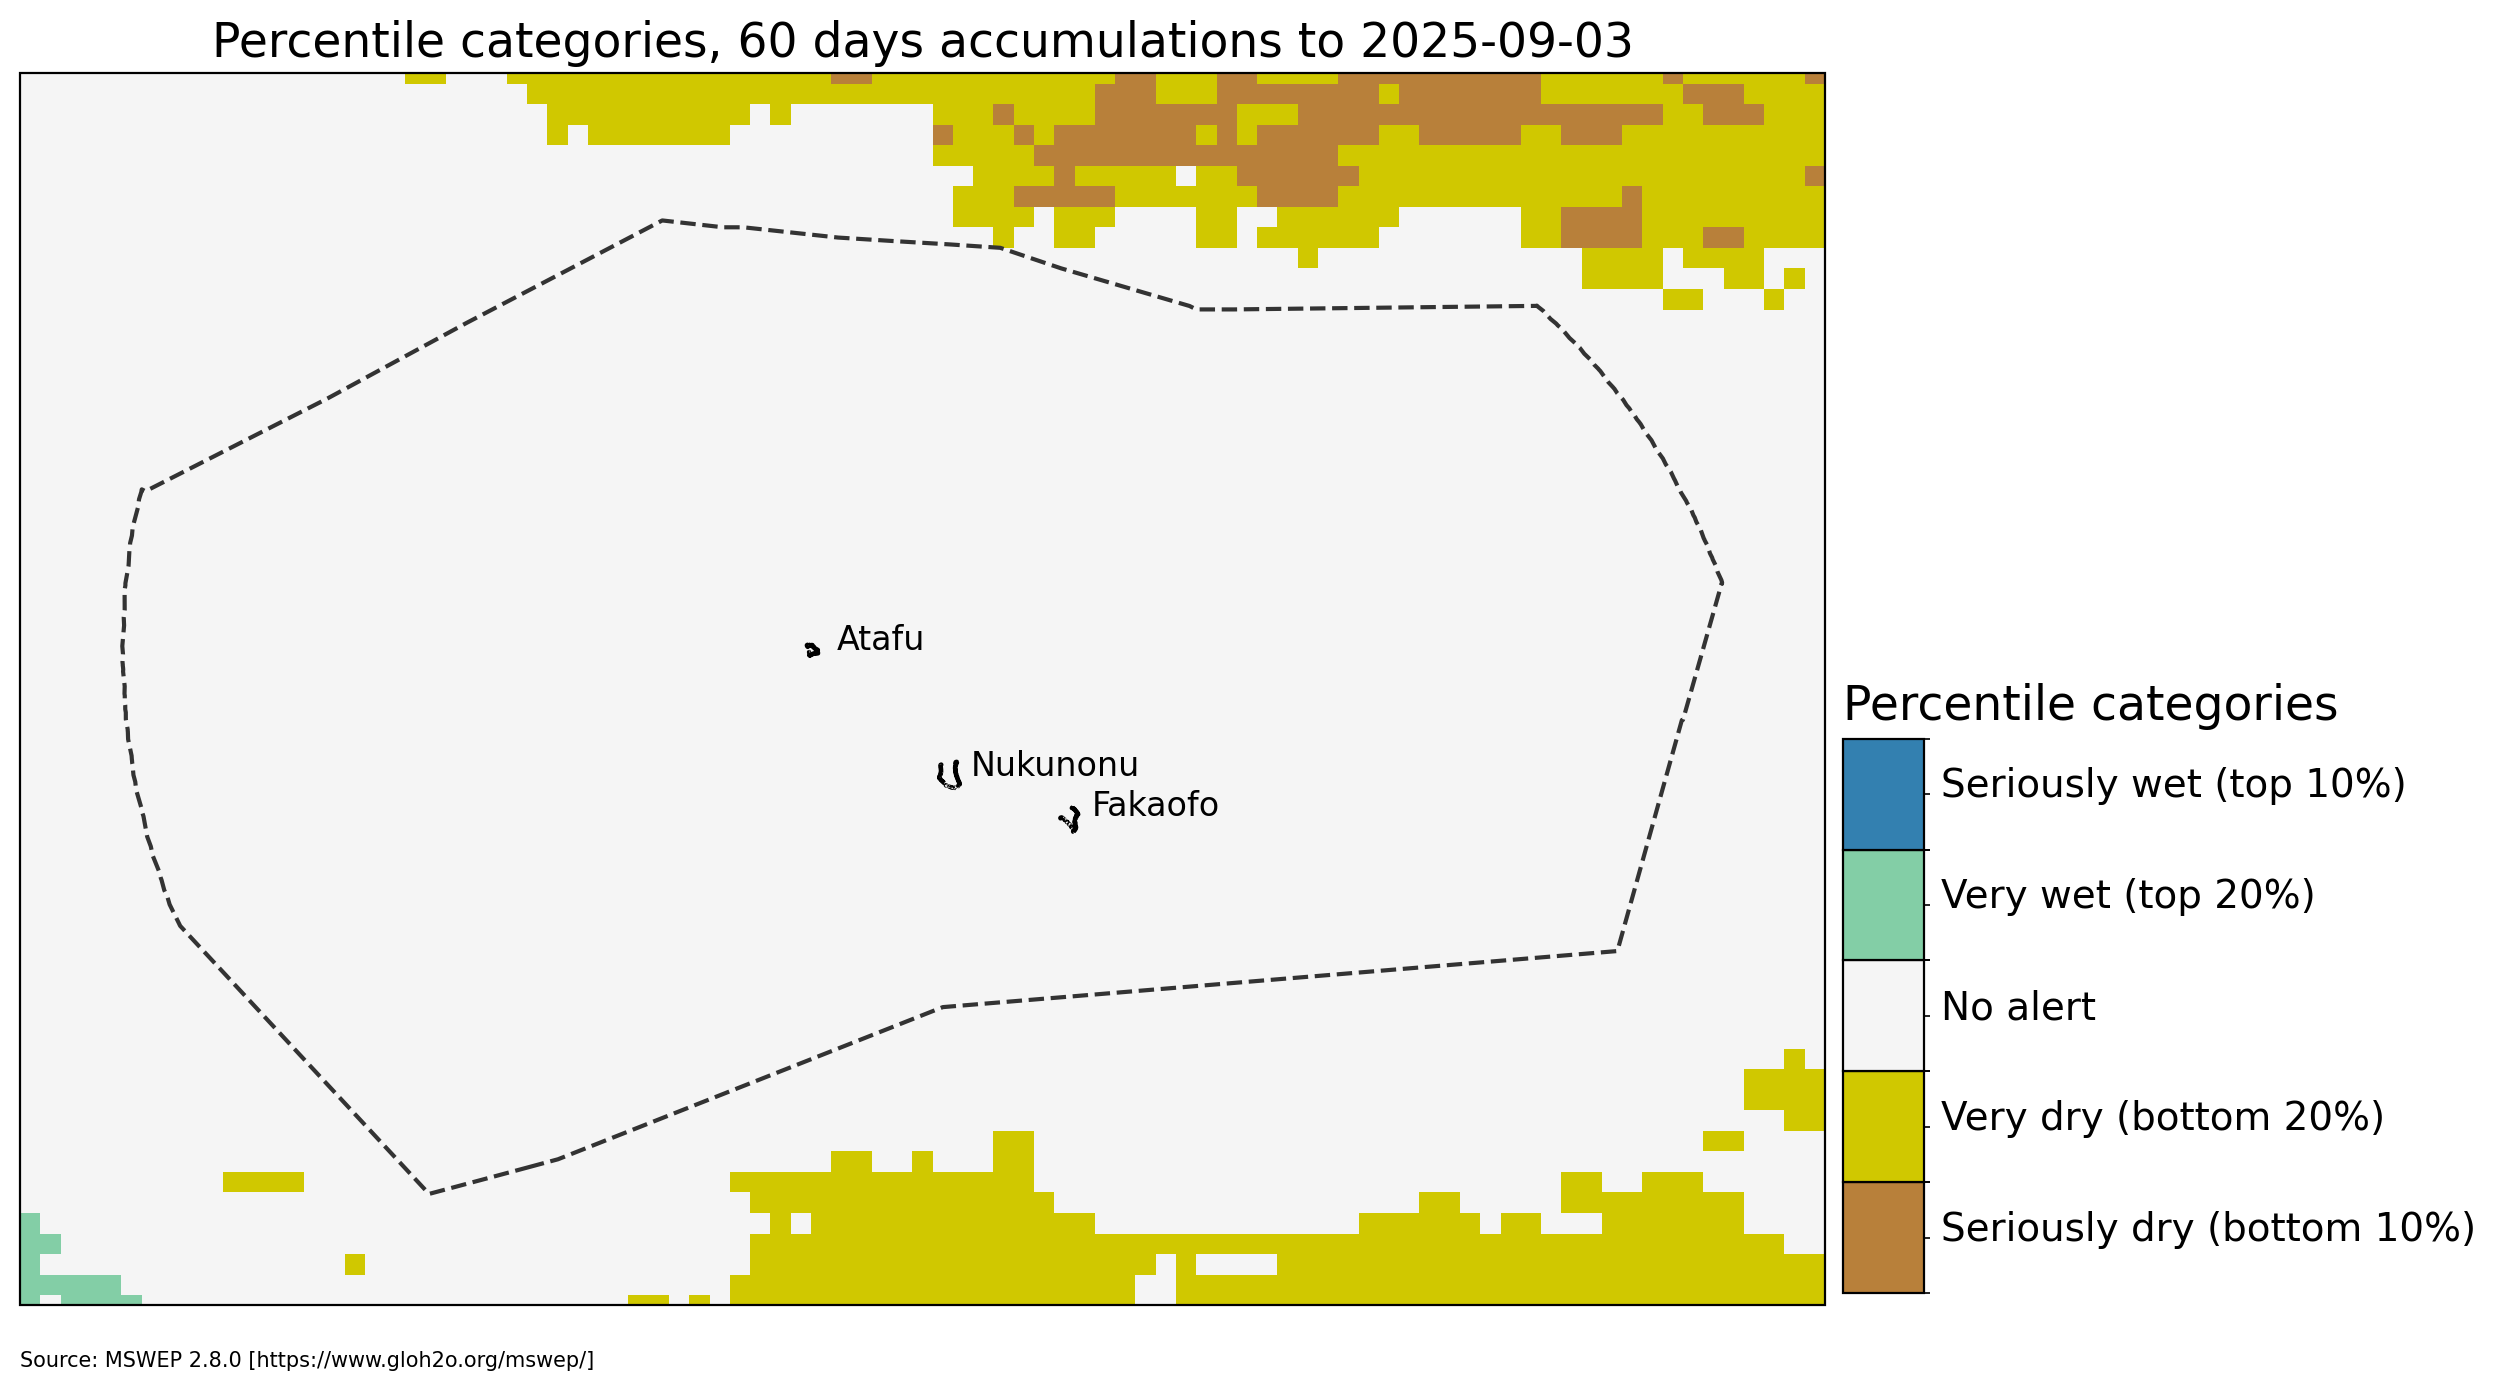 Percentile categories, 60 days accumulations to 2025-09-03
Atafu
Nukunonu
Fakaofo
Percentile categories
Seriously wet (top 10%)
Very wet (top 20%)
No alert
Very dry (bottom 20%)
Seriously dry (bottom 10%)
Source: MSWEP 2.8.0 [https://www.gloh2o.org/mswep/]